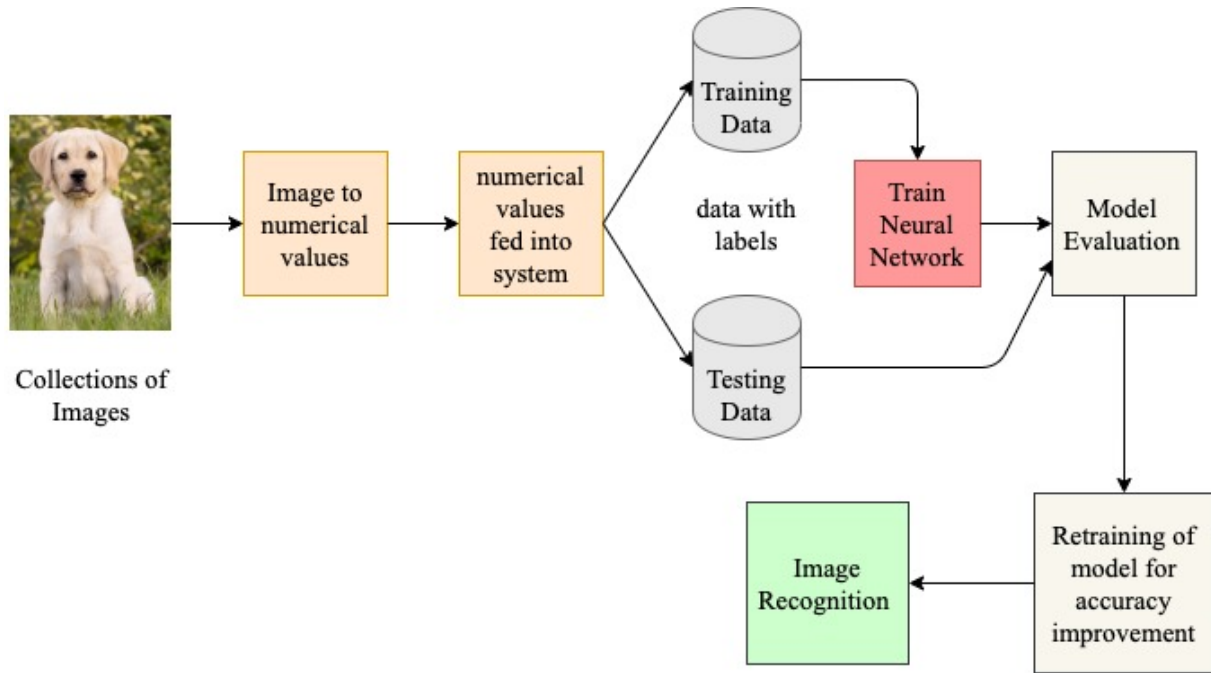 Collections of
Images
Image to
numerical
values
numerical
values
fed into
system
Training
Data
data with
labels
Testing
Data
Train
Neural
Network
Model
Evaluation
Retraining of
model for
accuracy
improvement
Image
Recognition